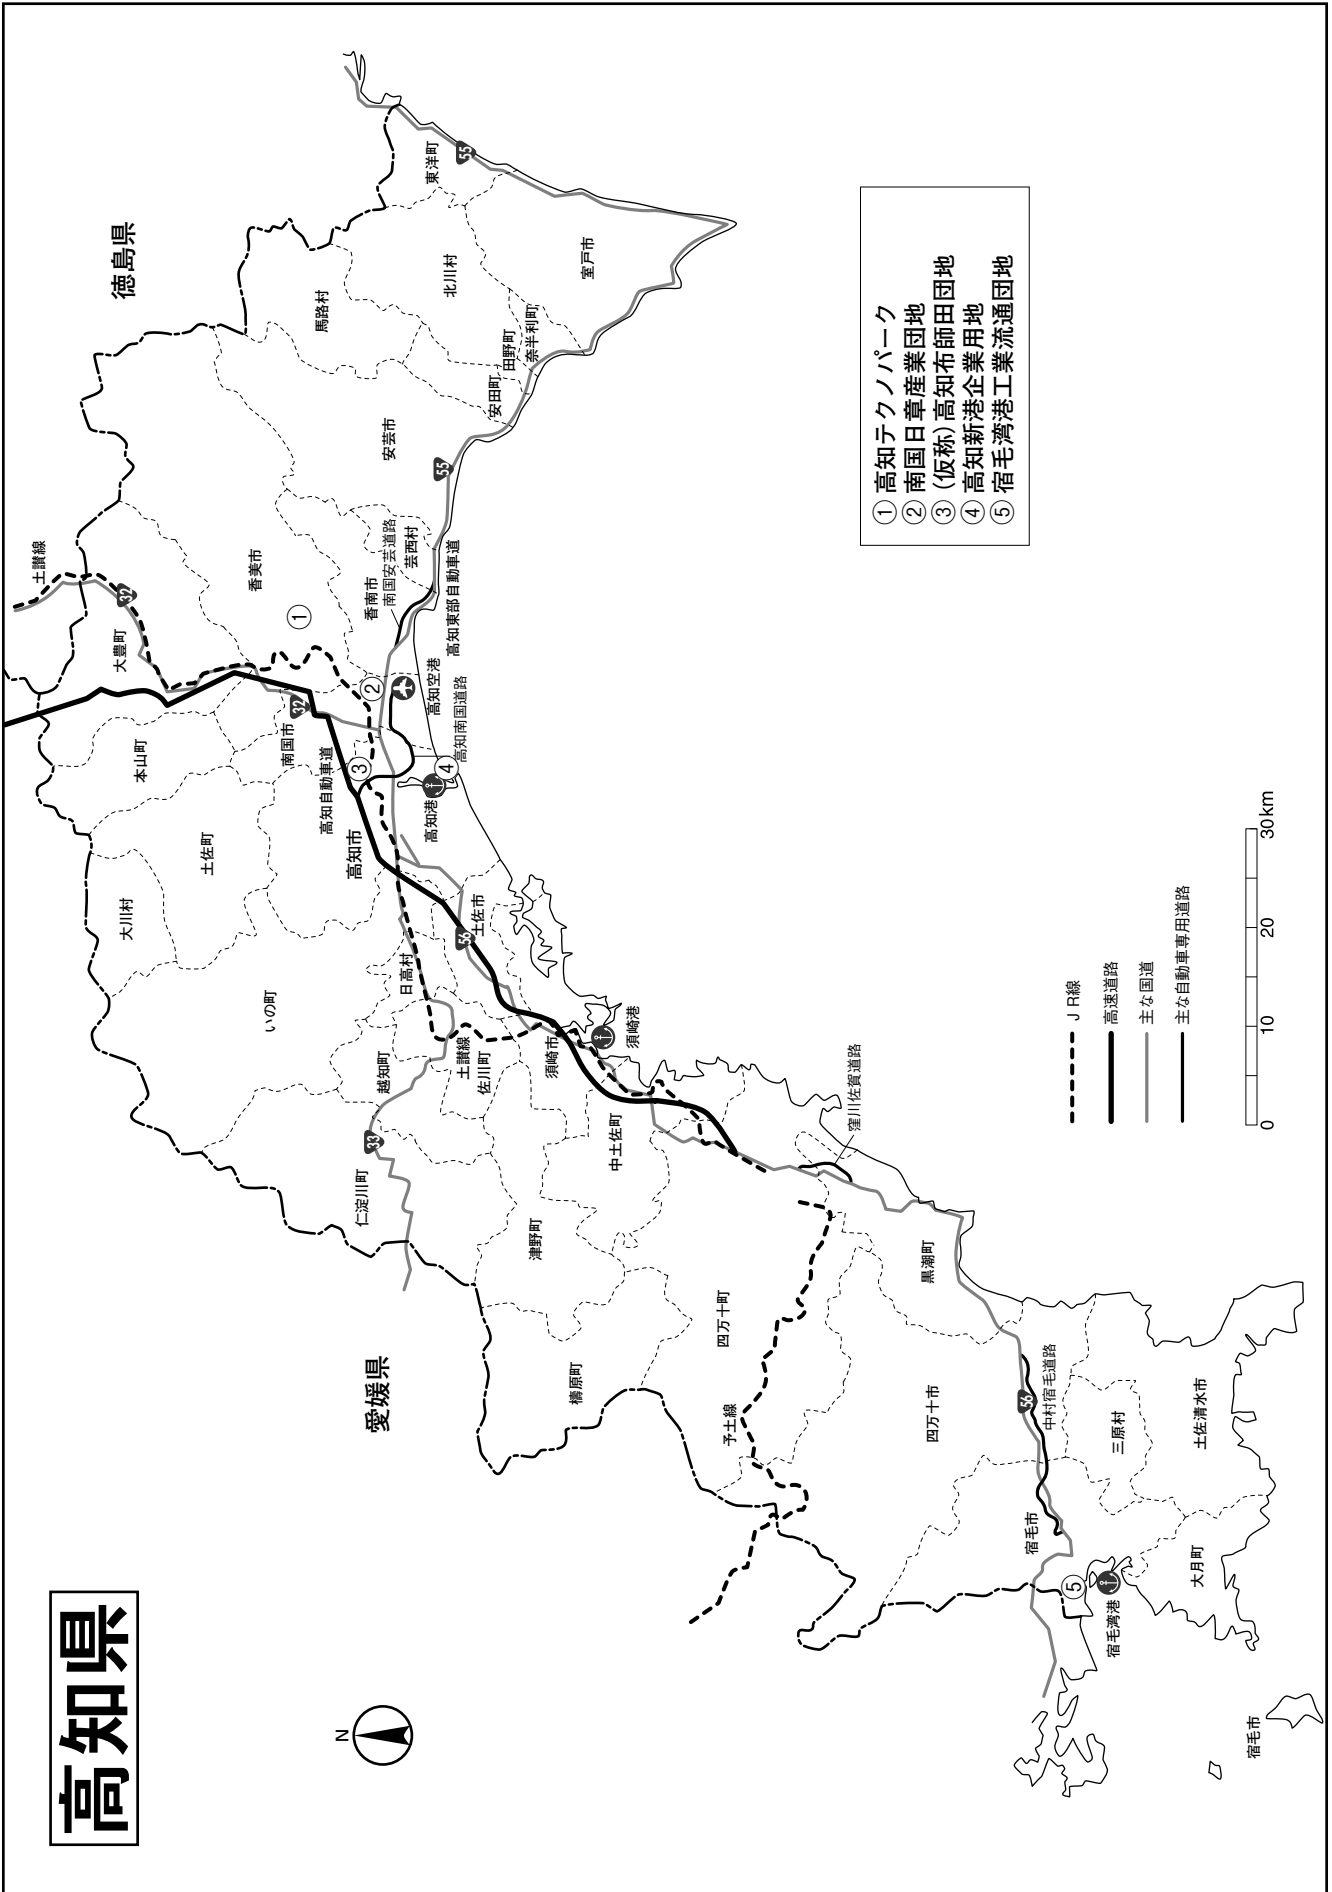 高知県
N
愛媛県
徳島県
土讃線
32
大豊町
本山町
大川村
土佐町
いの町
香美市
馬路村
東洋町
55
北川村
室戸市
奈半利町
田野町
安田町
安芸市
55
芸西村
香南市
南国安芸道路
高知東部自動車道
①
②
高知空港
高知南国道路
32
南国市
高知自動車道
③
④
高知港
高知市
土佐市
56
日高村
越知町
土讃線
佐川町
須崎市
須崎港
33
仁淀川町
中土佐町
津野町
檮原町
四万十町
窪川佐賀道路
予土線
黒潮町
四万十市
56
中村宿毛道路
三原村
土佐清水市
宿毛市
大月町
⑤
宿毛湾港
宿毛市
① 高知テクノパーク
② 南国日章産業団地
③ (仮称)高知布師田団地
④ 高知新港企業用地
⑤ 宿毛湾港工業流通団地
JR線
高速道路
主な国道
主な自動車専用道路
0 10 20 30km